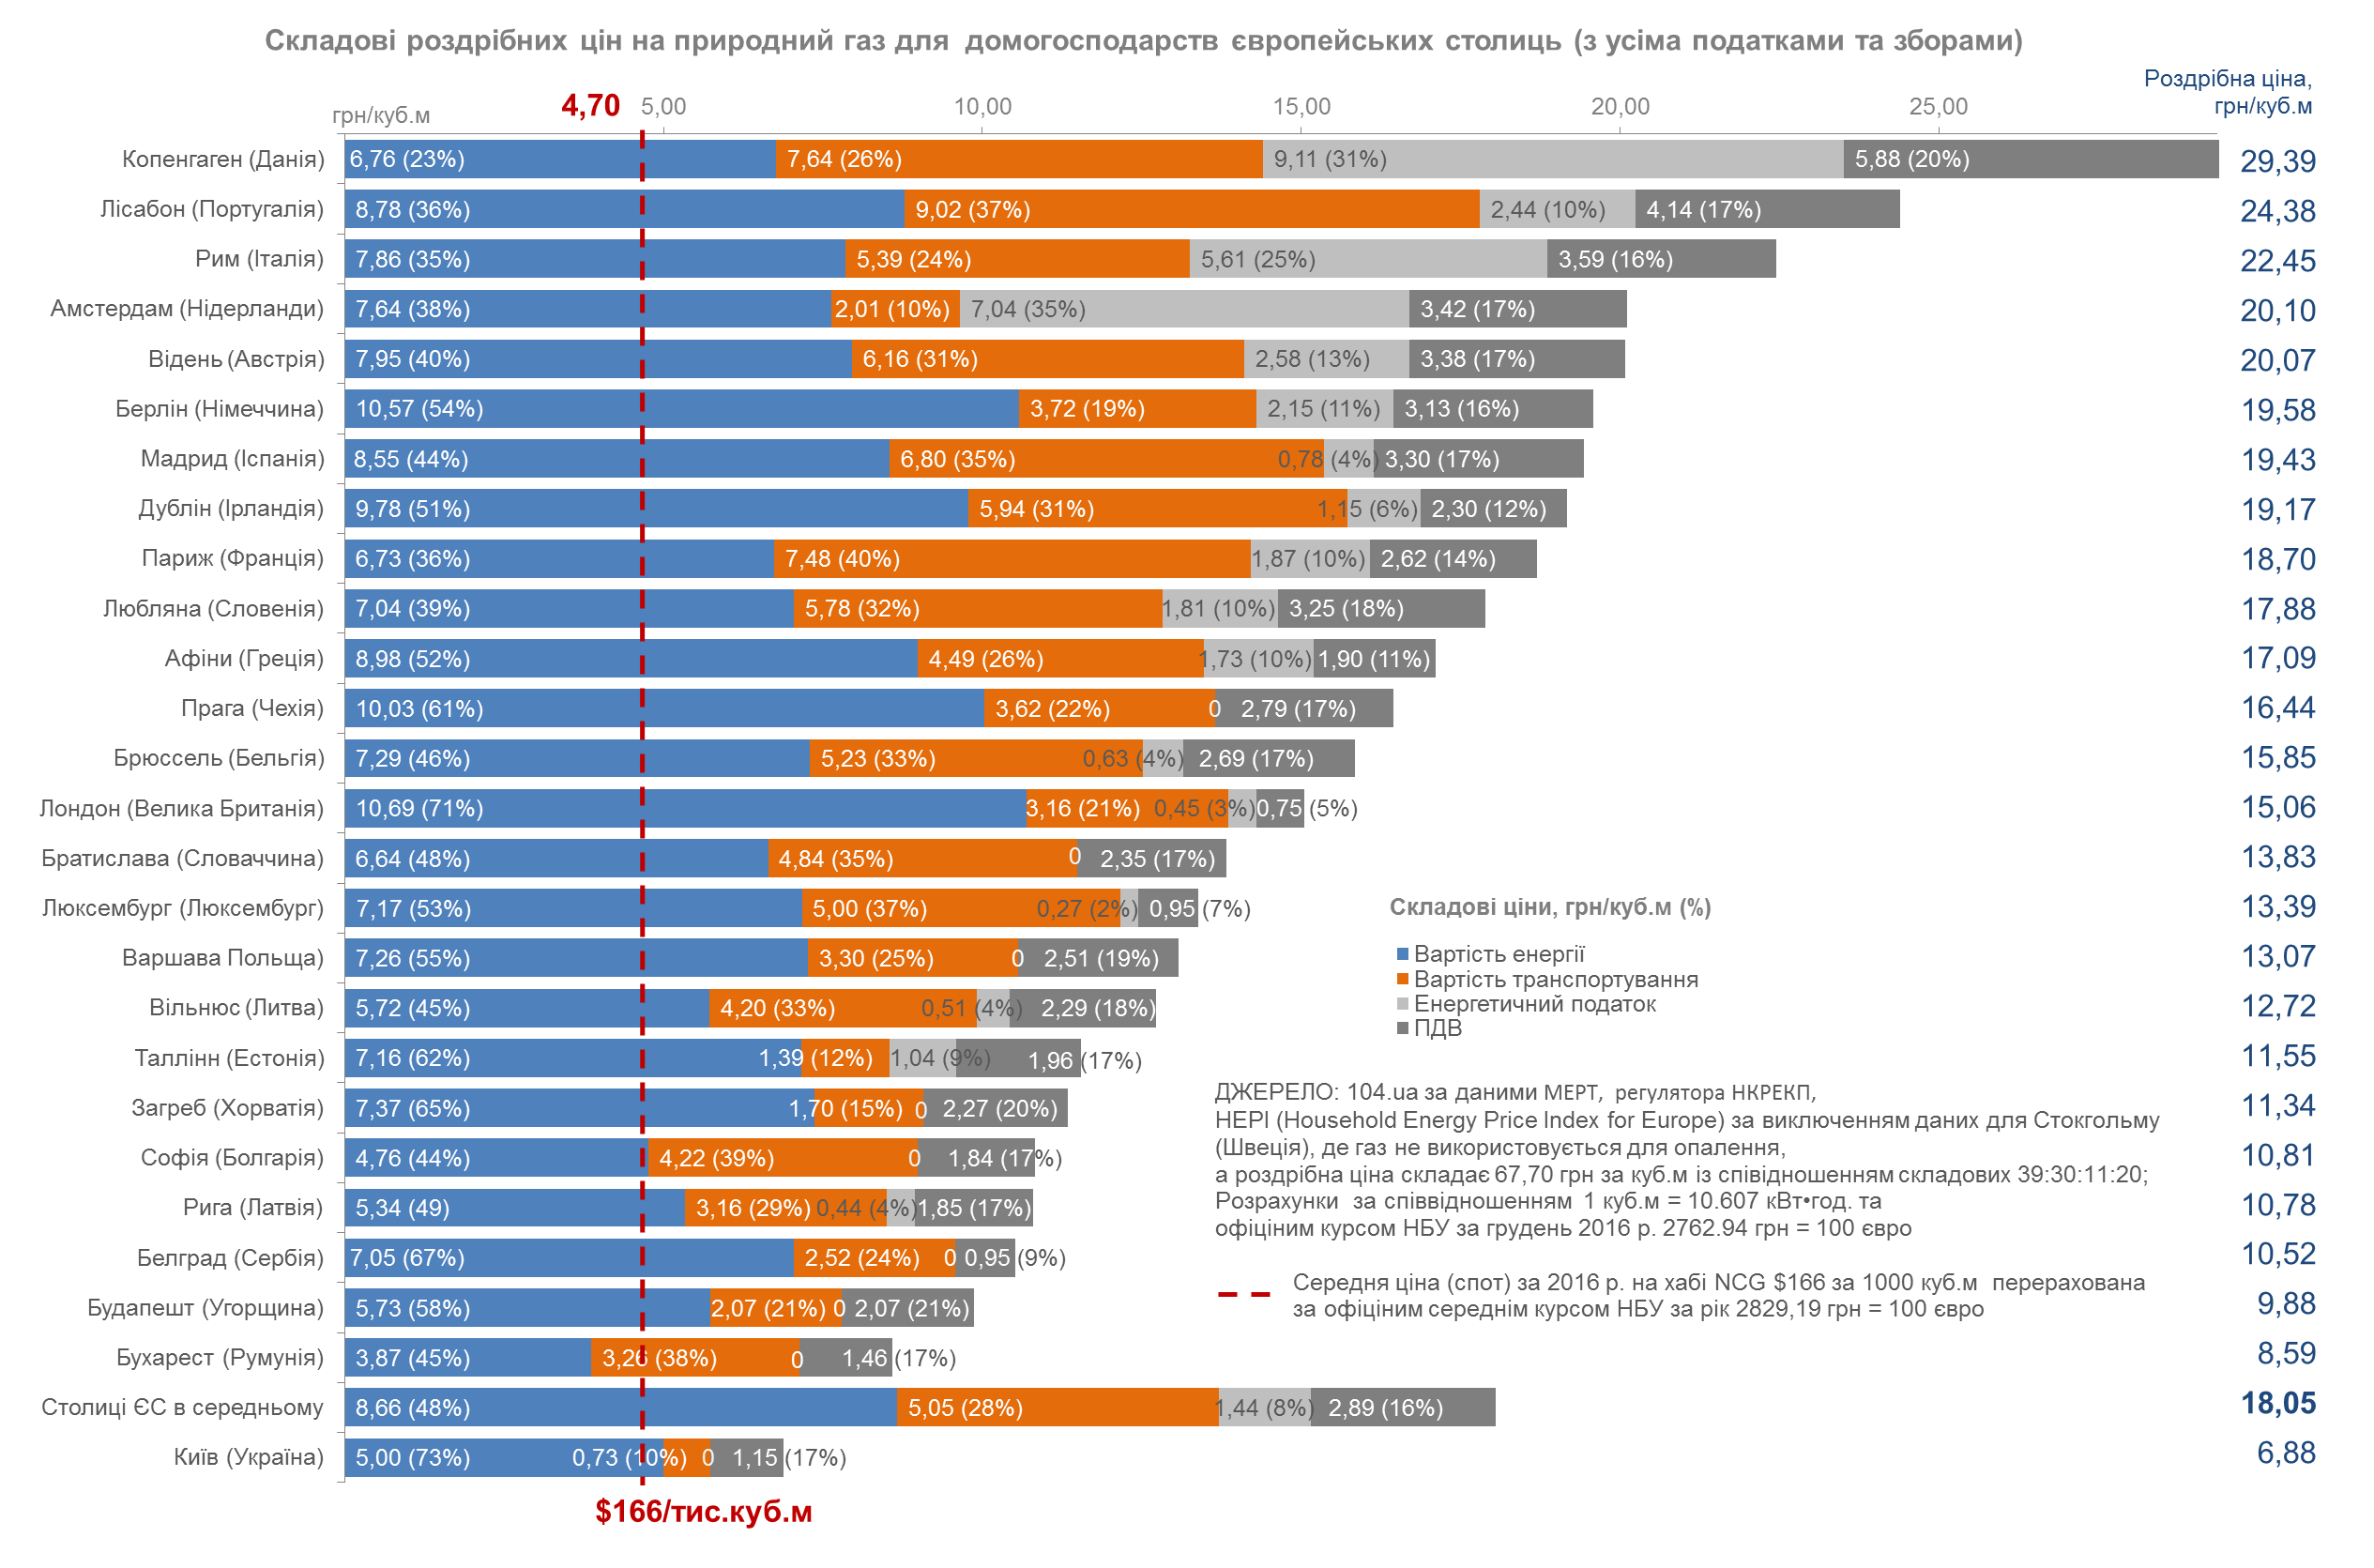 Складові роздрібних цін на природний газ для домогосподарств європейських столиць (з усіма податками та зборами)
Роздрібна ціна,
грн/куб.м
грн/куб.м 4,70 5,00 10,00 15,00 20,00 25,00
Копенгаген (Данія) 6,76 (23%) 7,64 (26%) 9,11 (31%) 5,88 (20%) 29,39
Лісабон (Португалія) 8,78 (36%) 9,02 (37%) 2,44 (10%) 4,14 (17%) 24,38
Рим (Італія) 7,86 (35%) 5,39 (24%) 5,61 (25%) 3,59 (16%) 22,45
Амстердам (Нідерланди) 7,64 (38%) 2,01 (10%) 7,04 (35%) 3,42 (17%) 20,10
Відень (Австрія) 7,95 (40%) 6,16 (31%) 2,58 (13%) 3,38 (17%) 20,07
Берлін (Німеччина) 10,57 (54%) 3,72 (19%) 2,15 (11%) 3,13 (16%) 19,58
Мадрид (Іспанія) 8,55 (44%) 6,80 (35%) 0,78 (4%) 3,30 (17%) 19,43
Дублін (Ірландія) 9,78 (51%) 5,94 (31%) 1,15 (6%) 2,30 (12%) 19,17
Париж (Франція) 6,73 (36%) 7,48 (40%) 1,87 (10%) 2,62 (14%) 18,70
Любляна (Словенія) 7,04 (39%) 5,78 (32%) 1,81 (10%) 3,25 (18%) 17,88
Афіни (Греція) 8,98 (52%) 4,49 (26%) 1,73 (10%) 1,90 (11%) 17,09
Прага (Чехія) 10,03 (61%) 3,62 (22%) 0 2,79 (17%) 16,44
Брюссель (Бельгія) 7,29 (46%) 5,23 (33%) 0,63 (4%) 2,69 (17%) 15,85
Лондон (Велика Британія) 10,69 (71%) 3,16 (21%) 0,45 (3%) 0,75 (5%) 15,06
Братислава (Словаччина) 6,64 (48%) 4,84 (35%) 0 2,35 (17%) 13,83
Люксембург (Люксембург) 7,17 (53%) 5,00 (37%) 0,27 (2%) 0,95 (7%) 13,39
Варшава Польща) 7,26 (55%) 3,30 (25%) 0 2,51 (19%) 13,07
Вільнюс (Литва) 5,72 (45%) 4,20 (33%) 0,51 (4%) 2,29 (18%) 12,72
Таллінн (Естонія) 7,16 (62%) 1,39 (12%) 1,04 (9%) 1,96 (17%) 11,55
Загреб (Хорватія) 7,37 (65%) 1,70 (15%) 0 2,27 (20%) 11,34
Софія (Болгарія) 4,76 (44%) 4,22 (39%) 0 1,84 (17%) 10,81
Рига (Латвія) 5,34 (49) 3,16 (29%) 0,44 (4%) 1,85 (17%) 10,78
Белград (Сербія) 7,05 (67%) 2,52 (24%) 0 0,95 (9%) 10,52
Будапешт (Угорщина) 5,73 (58%) 2,07 (21%) 0 2,07 (21%) 9,88
Бухарест (Румунія) 3,87 (45%) 3,26 (38%) 0 1,46 (17%) 8,59
Столиці ЄС в середньому 8,66 (48%) 5,05 (28%) 1,44 (8%) 2,89 (16%) 18,05
Київ (Україна) 5,00 (73%) 0,73 (10%) 0 1,15 (17%) 6,88
$166/тис.куб.м
Складові ціни, грн/куб.м (%)
Вартість енергії
Вартість транспортування
Енергетичний податок
ПДВ
ДЖЕРЕЛО: 104.ua за даними МЕРТ, регулятора НКРЕКП,
HEPI (Household Energy Price Index for Europe) за виключенням даних для Стокгольму
(Швеція), де газ не використовується для опалення,
а роздрібна ціна складає 67,70 грн за куб.м із співідношенням складових 39:30:11:20;
Розрахунки за співвідношенням 1 куб.м = 10.607 кВт•год. та
офіціним курсом НБУ за грудень 2016 р. 2762.94 грн = 100 євро
Середня ціна (спот) за 2016 р. на хабі NCG $166 за 1000 куб.м перерахована
за офіціним середнім курсом НБУ за рік 2829,19 грн = 100 євро